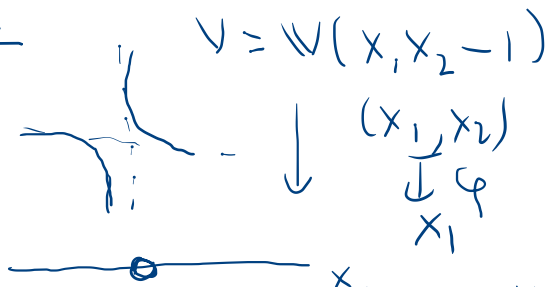 V = V(x₁x₂-1)
(x₁, x₂)
↓ φ
x₁
x